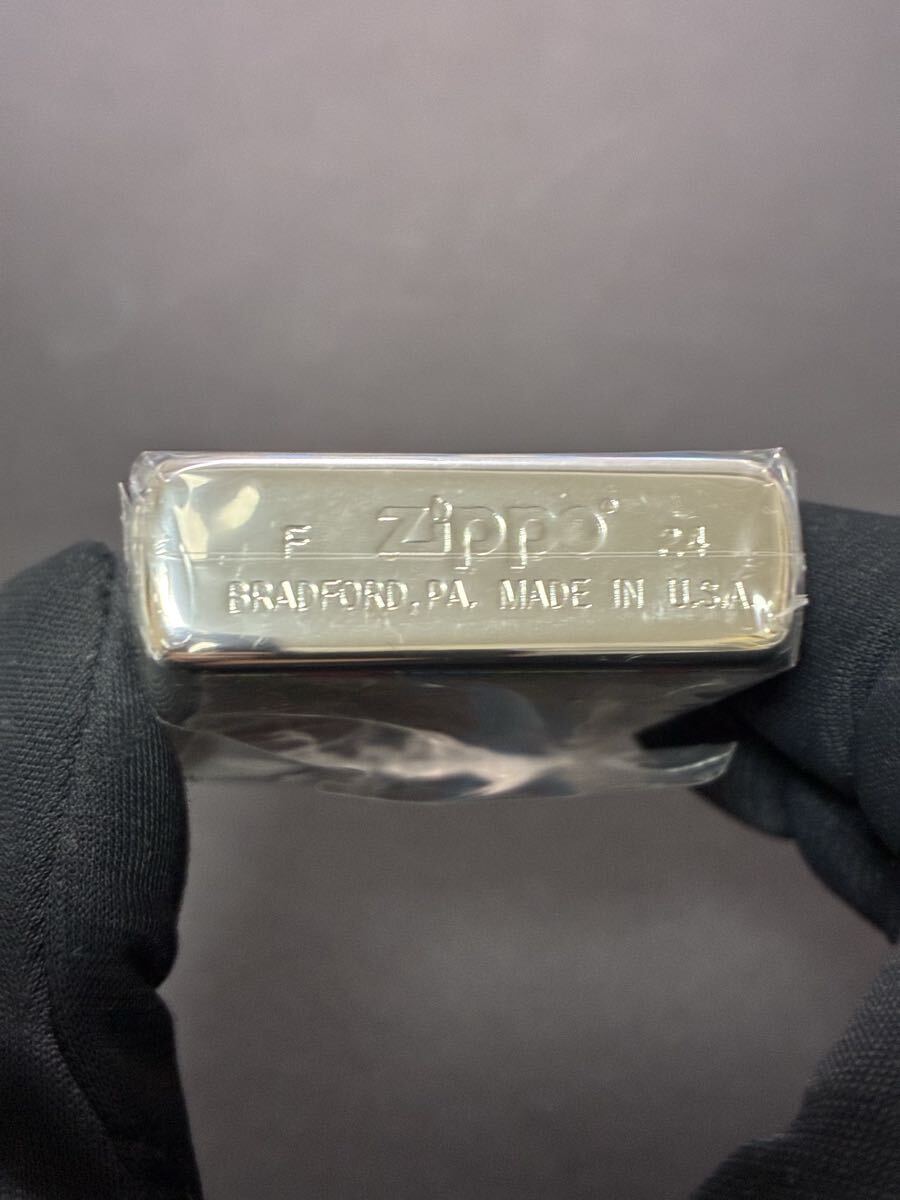 F Zippo 24
BRADFORD, PA. MADE IN U.S.A.